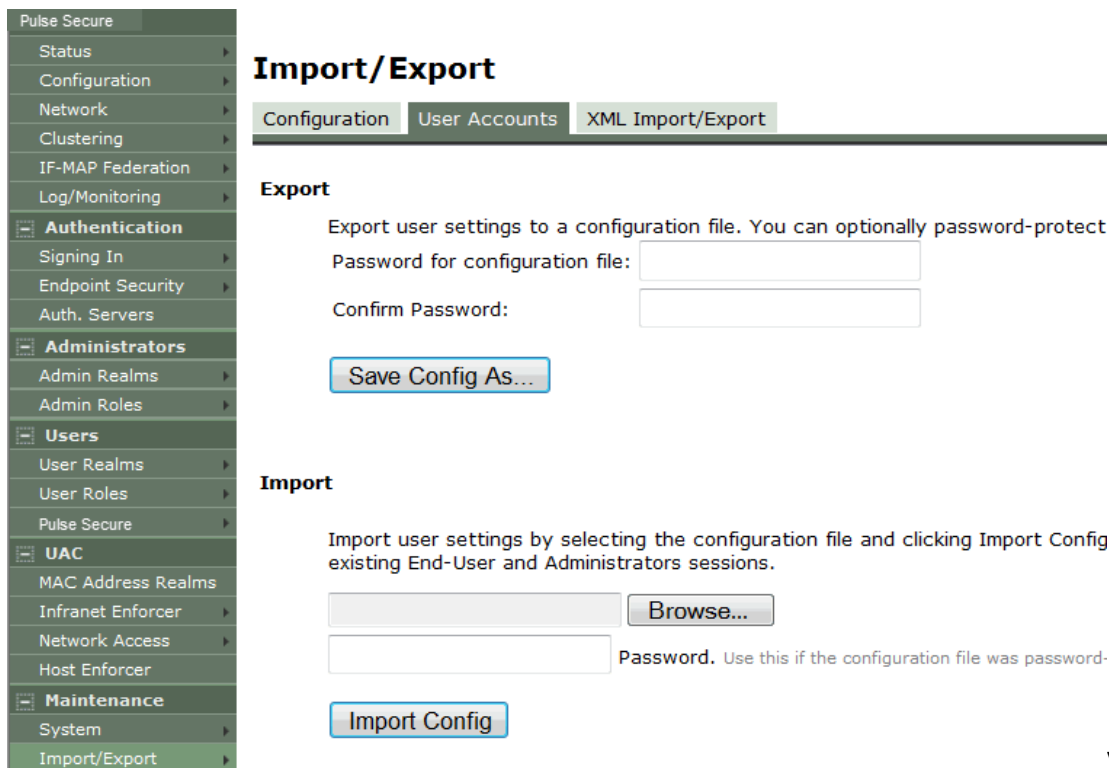 Pulse Secure
Status
Configuration
Network
Clustering
IF-MAP Federation
Log/Monitoring
Authentication
Signing In
Endpoint Security
Auth. Servers
Administrators
Admin Realms
Admin Roles
Users
User Realms
User Roles
Pulse Secure
UAC
MAC Address Realms
Infranet Enforcer
Network Access
Host Enforcer
Maintenance
System
Import/Export
Import/Export
Configuration User Accounts XML Import/Export
Export
Export user settings to a configuration file. You can optionally password-protect
Password for configuration file:
Confirm Password:
Save Config As...
Import
Import user settings by selecting the configuration file and clicking Import Config
existing End-User and Administrators sessions.
Browse...
Password. Use this if the configuration file was password-
Import Config